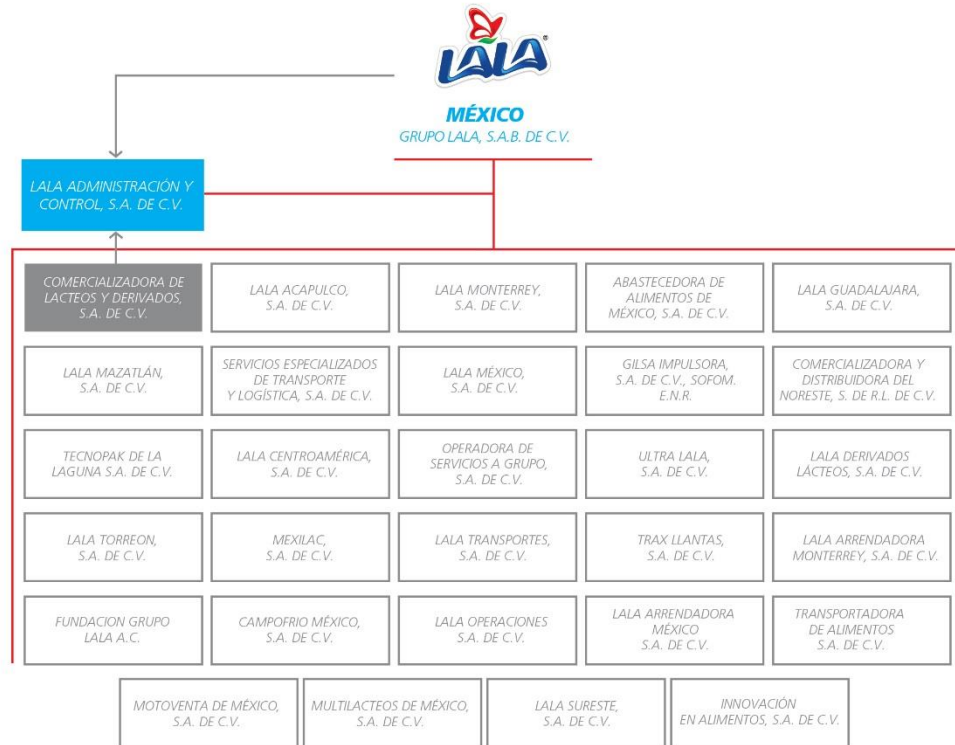 LALA®
MÉXICO
GRUPO LALA, S.A.B. DE C.V.
LALA ADMINISTRACIÓN Y
CONTROL, S.A. DE C.V.
COMERCIALIZADORA DE
LACTEOS Y DERIVADOS,
S.A. DE C.V.
LALA ACAPULCO,
S.A. DE C.V.
LALA MONTERREY,
S.A. DE C.V.
ABASTECEDORA DE
ALIMENTOS DE
MÉXICO, S.A. DE C.V.
LALA GUADALAJARA,
S.A. DE C.V.
LALA MAZATLÁN,
S.A. DE C.V.
SERVICIOS ESPECIALIZADOS
DE TRANSPORTE
Y LOGÍSTICA, S.A. DE C.V.
LALA MÉXICO,
S.A. DE C.V.
GILSA IMPULSORA,
S.A. DE C.V., SOFOM.
E.N.R.
COMERCIALIZADORA Y
DISTRIBUIDORA DEL
NORESTE, S. DE R.L. DE C.V.
TECNOPAK DE LA
LAGUNA S.A. DE C.V.
LALA CENTROAMÉRICA,
S.A. DE C.V.
OPERADORA DE
SERVICIOS A GRUPO,
S.A. DE C.V.
ULTRA LALA,
S.A. DE C.V.
LALA DERIVADOS
LÁCTEOS, S.A. DE C.V.
LALA TORREON,
S.A. DE C.V.
MEXILAC,
S.A. DE C.V.
LALA TRANSPORTES,
S.A. DE C.V.
TRAX LLANTAS,
S.A. DE C.V.
LALA ARRENDADORA
MONTERREY, S.A. DE C.V.
FUNDACION GRUPO
LALA A.C.
CAMPOFRIO MÉXICO,
S.A. DE C.V.
LALA OPERACIONES
S.A. DE C.V.
LALA ARRENDADORA
MÉXICO
S.A. DE C.V.
TRANSPORTADORA
DE ALIMENTOS
S.A. DE C.V.
MOTOVENTA DE MÉXICO,
S.A. DE C.V.
MULTILACTEOS DE MÉXICO,
S.A. DE C.V.
LALA SURESTE,
S.A. DE C.V.
INNOVACIÓN
EN ALIMENTOS, S.A. DE C.V.